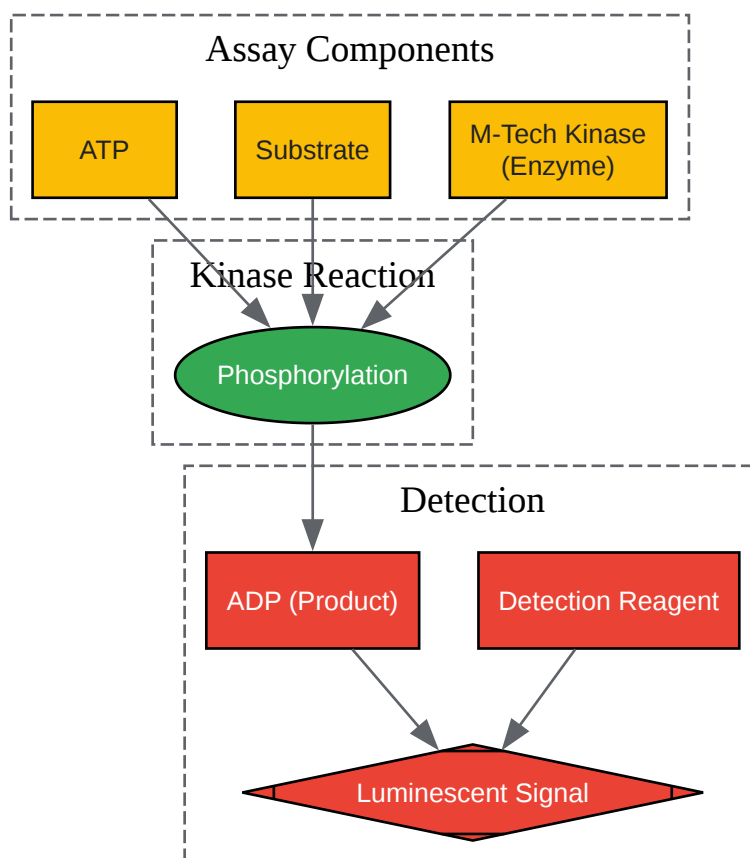 Assay Components
ATP
Substrate
M-Tech Kinase
(Enzyme)
Kinase Reaction
Phosphorylation
Detection
ADP (Product)
Detection Reagent
Luminescent Signal